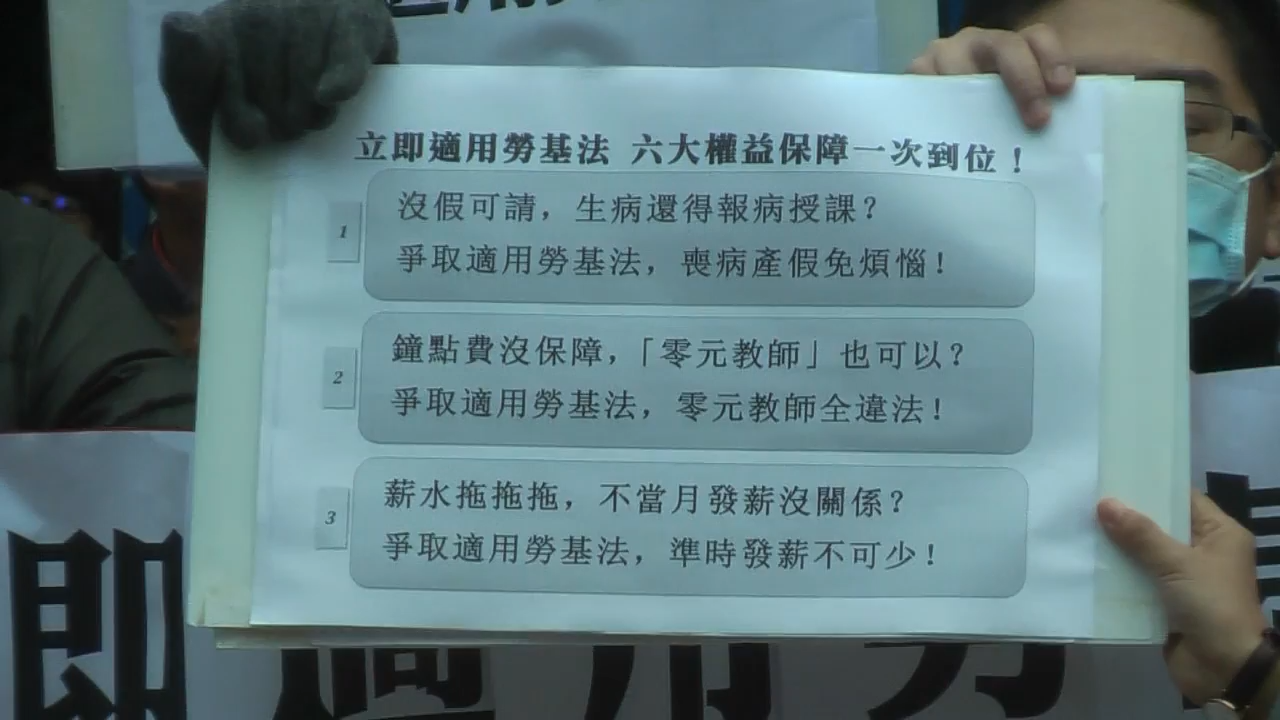 立即適用勞基法 六大權益保障一次到位！
1
沒假可請，生病還得報病授課？
爭取適用勞基法，喪病產假免煩惱！
2
鐘點費沒保障，「零元教師」也可以？
爭取適用勞基法，零元教師全違法！
3
薪水拖拖拖，不當月發薪沒關係？
爭取適用勞基法，準時發薪不可少！
即適用勞